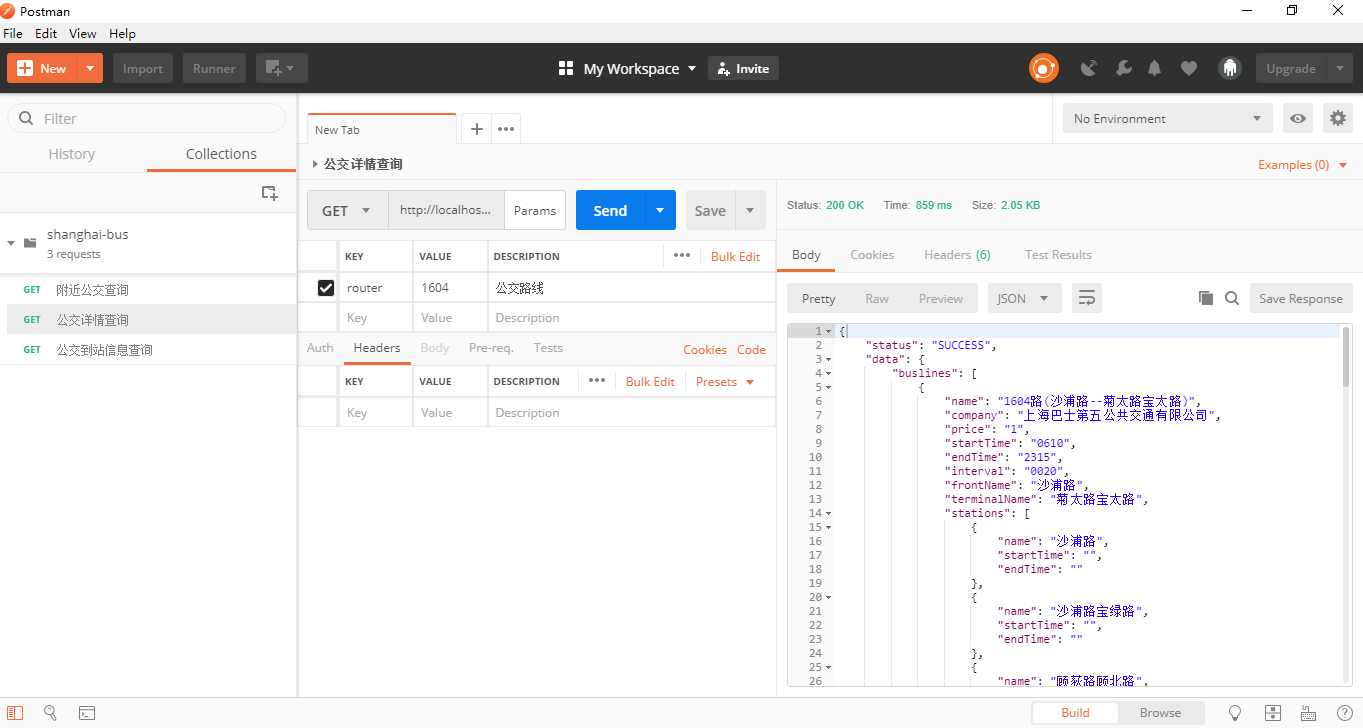 Postman
File Edit View Help
New Import Runner My Workspace Invite Upgrade
Filter
History Collections
shanghai-bus
3 requests
GET 附近公交查询
GET 公交详情查询
GET 公交到站信息查询
New Tab
No Environment
公交详情查询
Examples (0)
GET http://localhos... Params Send Save
KEY VALUE DESCRIPTION Bulk Edit
router 1604 公交路线
Key Value Description
Auth Headers Body Pre-req. Tests Cookies Code
KEY VALUE DESCRIPTION Bulk Edit Presets
Key Value Description
Status: 200 OK Time: 859 ms Size: 2.05 KB
Body Cookies Headers (6) Test Results
Pretty Raw Preview JSON Save Response
1 {
2 "status": "SUCCESS",
3 "data": {
4 "buslines": [
5 {
6 "name": "1604路(沙浦路--菊太路宝太路)",
7 "company": "上海巴士第五公共交通有限公司",
8 "price": "1",
9 "startTime": "0610",
10 "endTime": "2315",
11 "interval": "0020",
12 "frontName": "沙浦路",
13 "terminalName": "菊太路宝太路",
14 "stations": [
15 {
16 "name": "沙浦路",
17 "startTime": "",
18 "endTime": ""
19 },
20 {
21 "name": "沙浦路宝绿路",
22 "startTime": "",
23 "endTime": ""
24 },
25 {
26 "name": "顾荻路顾北路",
Build Browse